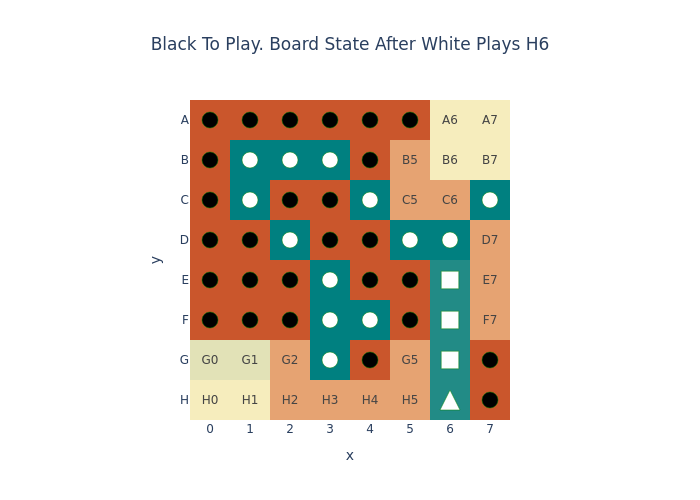 Black To Play. Board State After White Plays H6
A A6 A7
B B5 B6 B7
C C5 C6
D D7
E E7
F F7
G G0 G1 G2 G5
H H0 H1 H2 H3 H4 H5
0 1 2 3 4 5 6 7
x
y